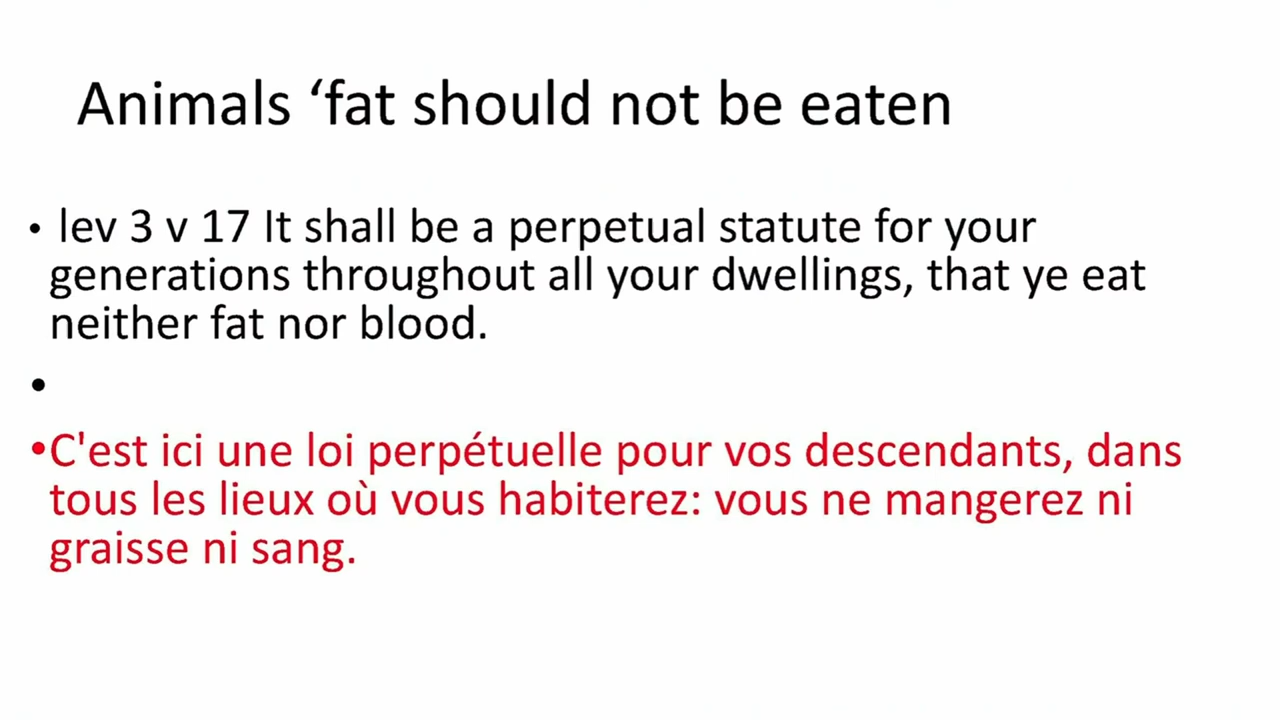 Animals ‘fat should not be eaten
• lev 3 v 17 It shall be a perpetual statute for your
generations throughout all your dwellings, that ye eat
neither fat nor blood.
•
•C'est ici une loi perpétuelle pour vos descendants, dans
tous les lieux où vous habiterez: vous ne mangerez ni
graisse ni sang.